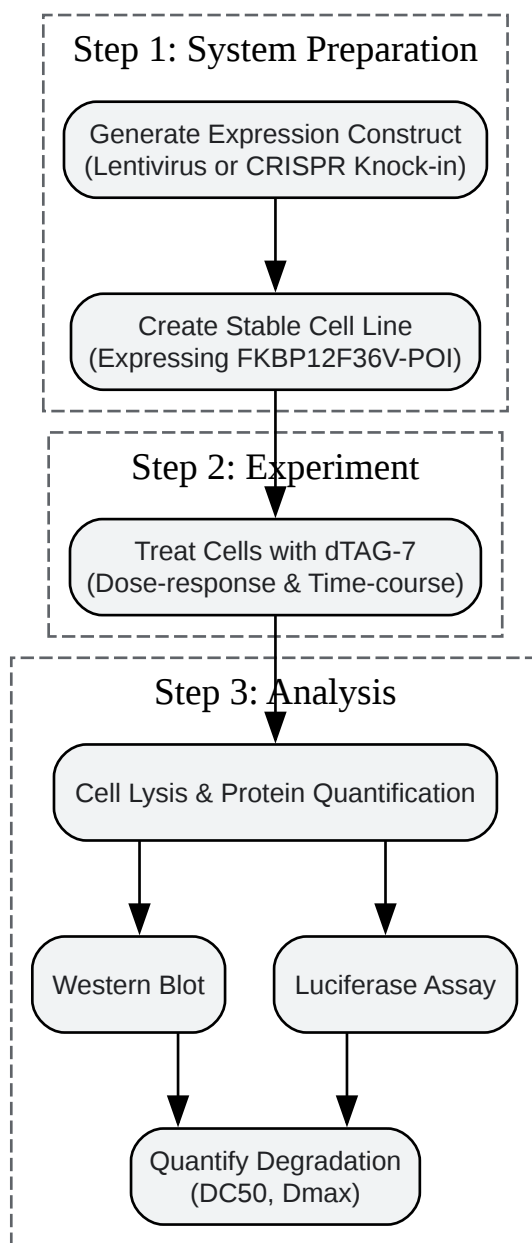 Step 1: System Preparation
Generate Expression Construct
(Lentivirus or CRISPR Knock-in)
Create Stable Cell Line
(Expressing FKBP12F36V-POI)
Step 2: Experiment
Treat Cells with dTAG-7
(Dose-response & Time-course)
Step 3: Analysis
Cell Lysis & Protein Quantification
Western Blot
Luciferase Assay
Quantify Degradation
(DC50, Dmax)